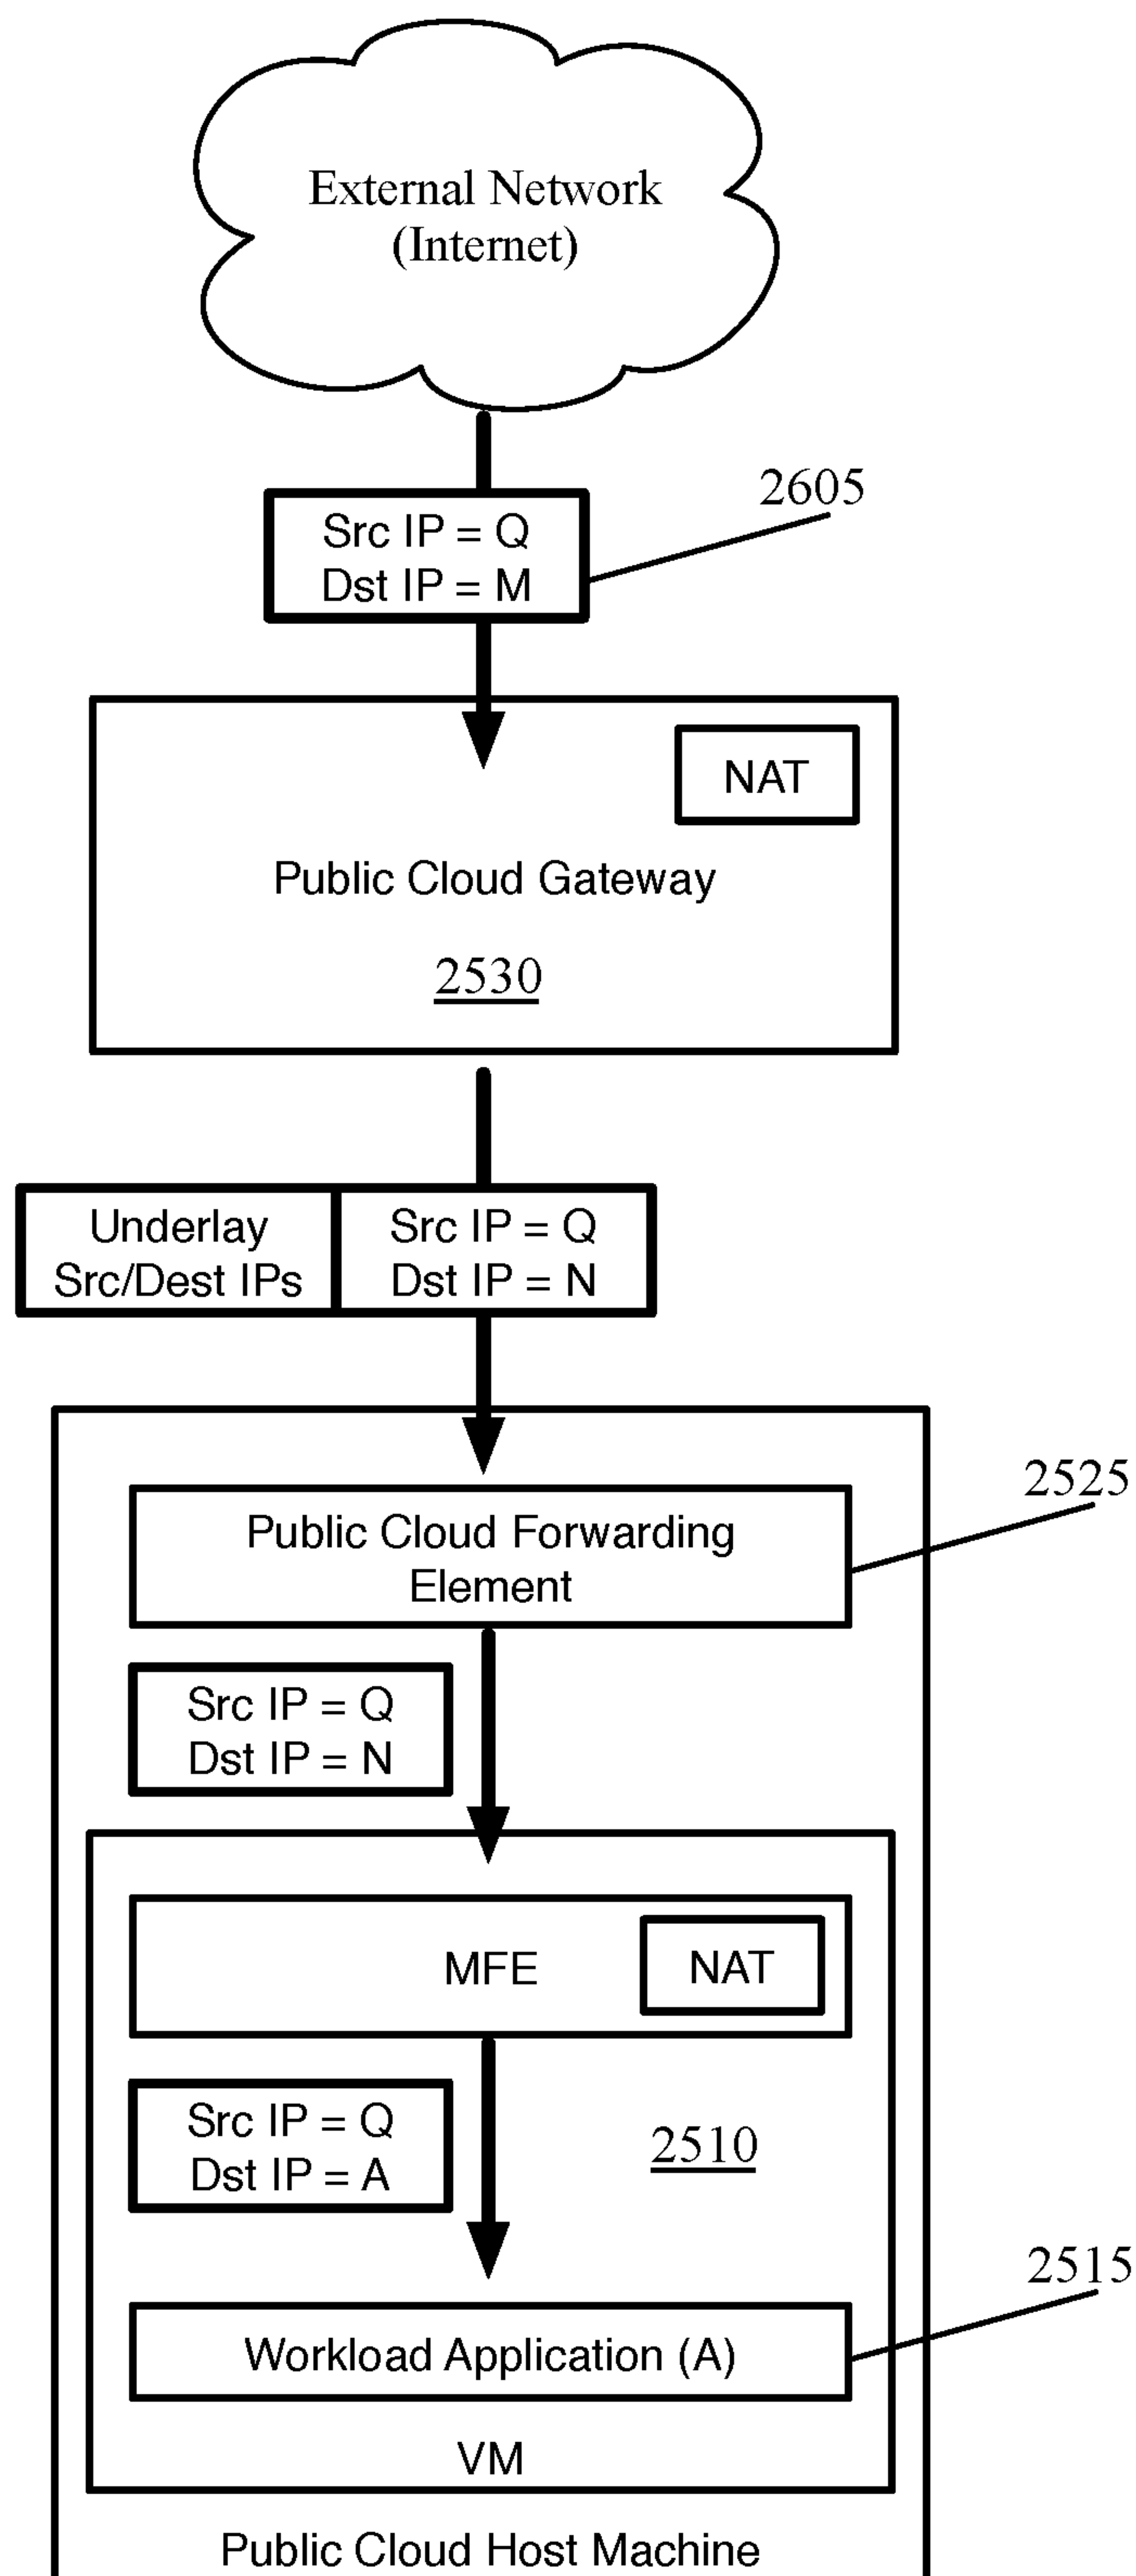 External Network
(Internet)
2605
Src IP = Q
Dst IP = M
NAT
Public Cloud Gateway
2530
Underlay
Src/Dest IPs
Src IP = Q
Dst IP = N
2525
Public Cloud Forwarding
Element
Src IP = Q
Dst IP = N
MFE
NAT
Src IP = Q
Dst IP = A
2510
2515
Workload Application (A)
VM
Public Cloud Host Machine